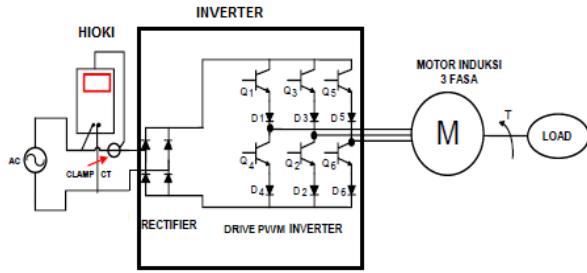 INVERTER
HIOKI
MOTOR INDUKSI
3 FASA
Q1
Q3
Q5
D1
D3
D5
T
M
LOAD
AC
CLAMP CT
Q4
Q2
Q6
D4
D2
D6
RECTIFIER
DRIVE PWM INVERTER